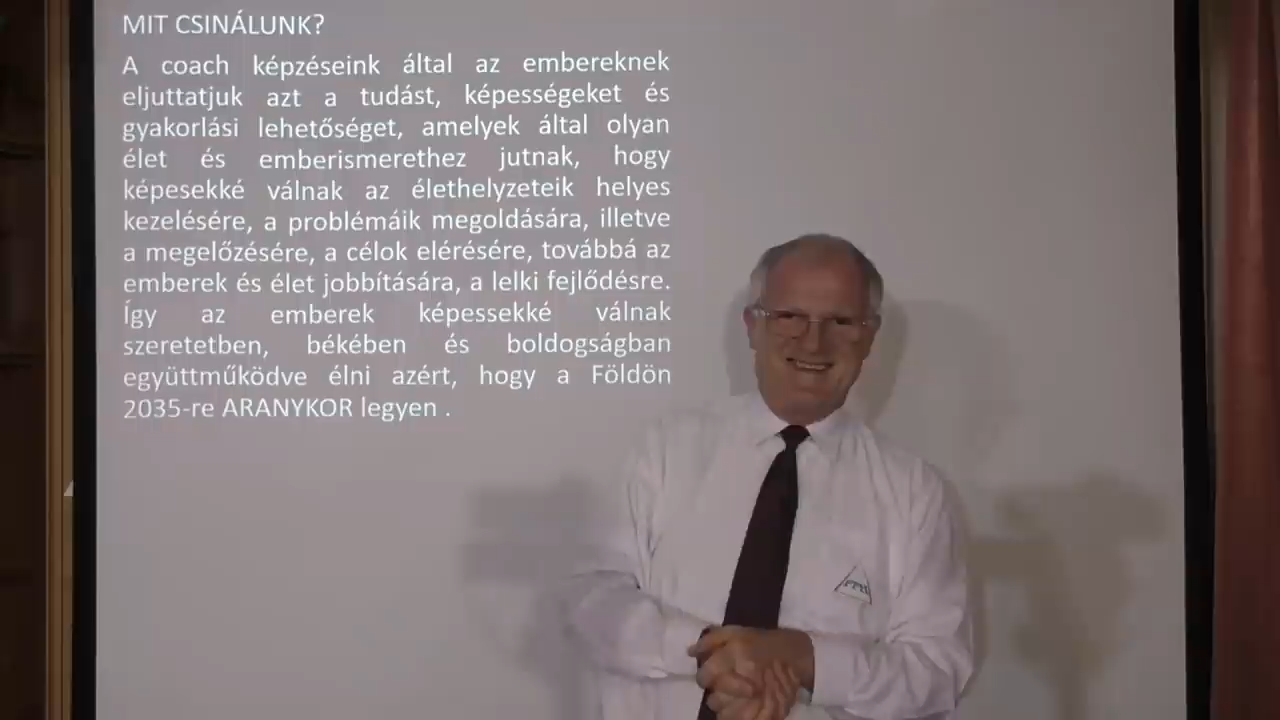 MIT CSINÁLUNK?
A coach képzéseink által az embereknek
eljuttatjuk azt a tudást, képességeket és
gyakorlási lehetőséget, amelyek által olyan
élet és emberismerethez jutnak, hogy
képesekké válnak az élethelyzeteik helyes
kezelésére, a problémáik megoldására, illetve
a megelőzésére, a célok elérésére, továbbá az
emberek és élet jobbítására, a lelki fejlődésre.
Így az emberek képessekké válnak
szeretetben, békében és boldogságban
együttműködve élni azért, hogy a Földön
2035-re ARANYKOR legyen .